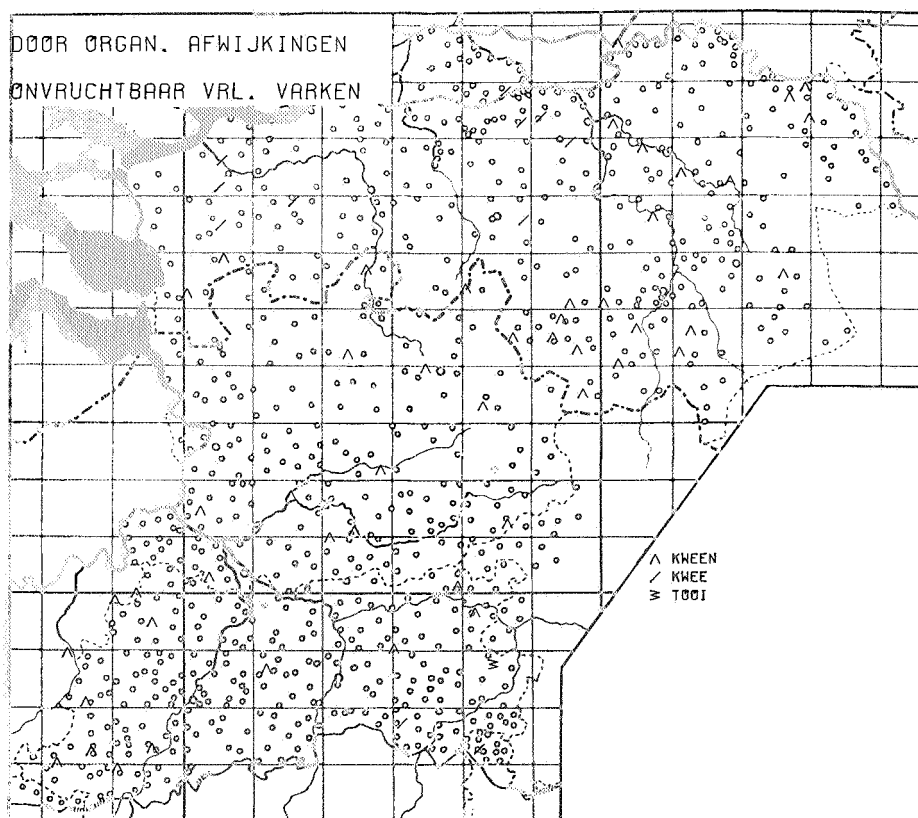 DOOR ORGAN. AFWIJKINGEN
ONVRUCHTBAAR VRL. VARKEN
KWEEN
KWEE
TOOI